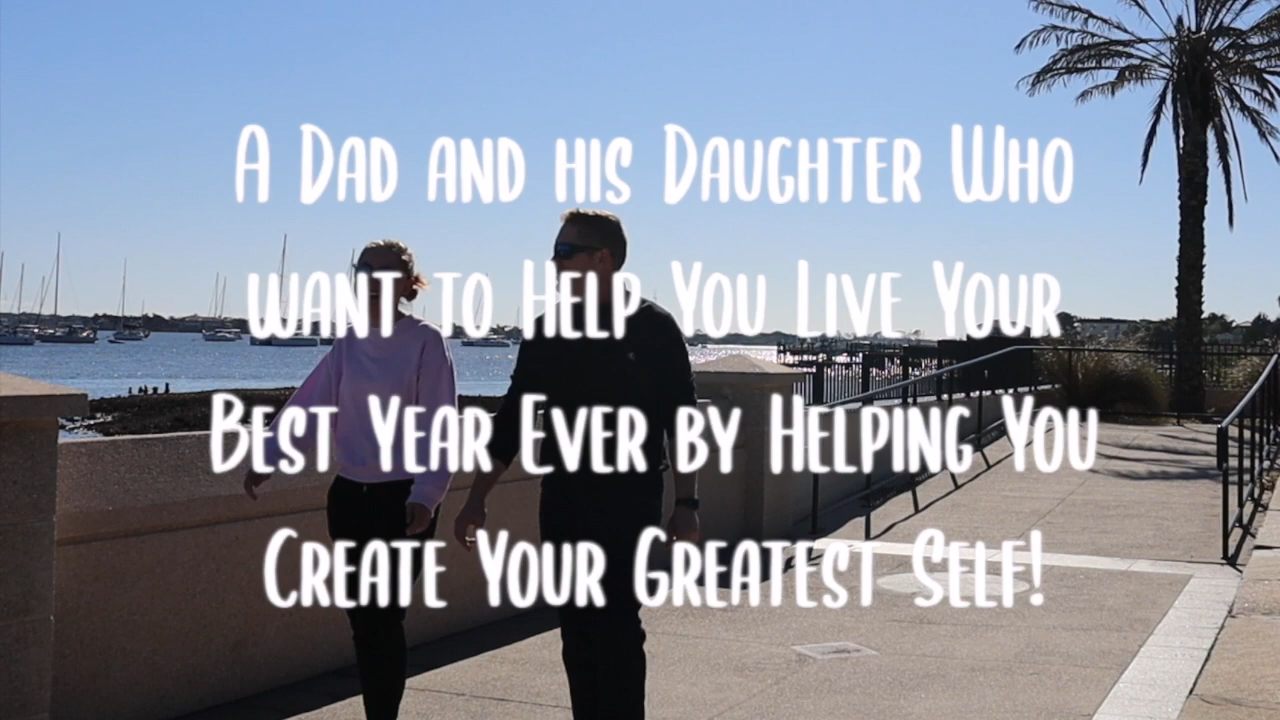 A Dad and his Daughter Who
want to Help You Live Your
Best Year Ever by Helping You
Create Your Greatest Self!